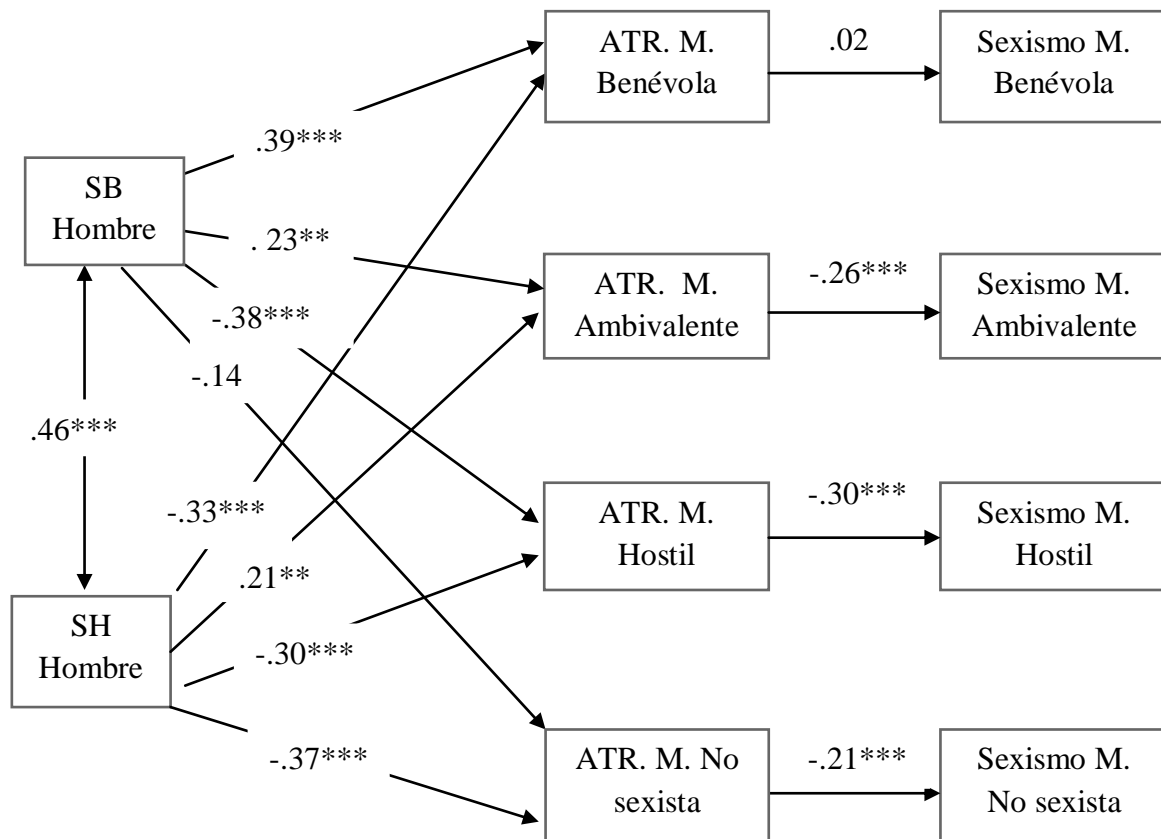 ATR. M.
Benévola
.02
Sexismo M.
Benévola
.39***
SB
Hombre
. 23**
ATR. M.
Ambivalente
-.26***
Sexismo M.
Ambivalente
-.38***
-.14
.46***
-.33***
ATR. M.
Hostil
-.30***
Sexismo M.
Hostil
.21**
SH
Hombre
-.30***
-.37***
ATR. M. No
sexista
-.21***
Sexismo M.
No sexista